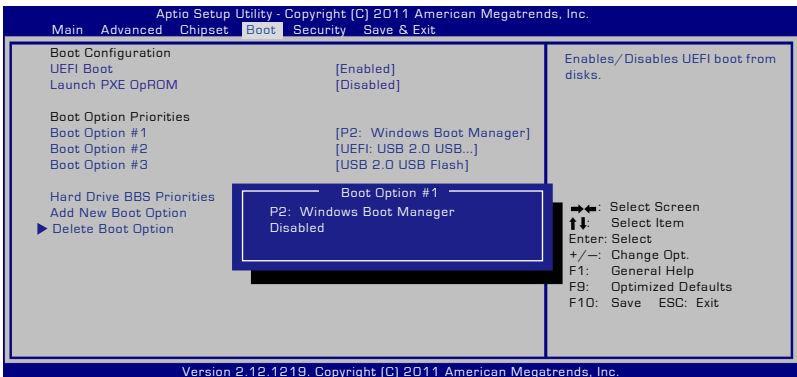 Aptio Setup Utility - Copyright (C) 2011 American Megatrends, Inc.
Main Advanced Chipset Boot Security Save & Exit
Boot Configuration
UEFI Boot [Enabled]
Launch PXE OpROM [Disabled]
Boot Option Priorities
Boot Option #1 [P2: Windows Boot Manager]
Boot Option #2 [UEFI: USB 2.0 USB...]
Boot Option #3 [USB 2.0 USB Flash]
Hard Drive BBS Priorities
Add New Boot Option
Delete Boot Option
Boot Option #1
P2: Windows Boot Manager
Disabled
Enables/Disables UEFI boot from
disks.
→←: Select Screen
↑↓: Select Item
Enter: Select
+/—: Change Opt.
F1: General Help
F9: Optimized Defaults
F10: Save ESC: Exit
Version 2.12.1219. Copyright (C) 2011 American Megatrends, Inc.